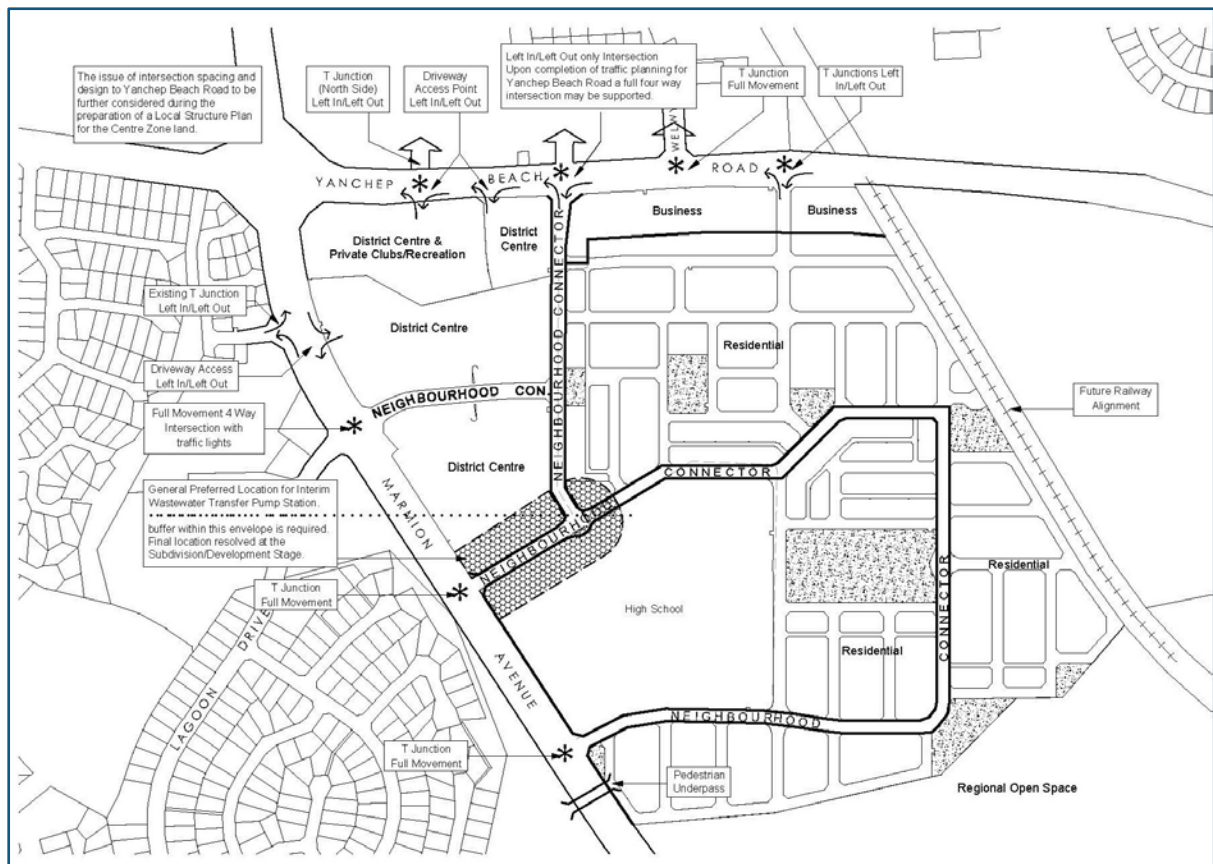 The issue of intersection spacing and
design to Yanchep Beach Road to be
further considered during the
preparation of a Local Structure Plan
for the Centre Zone land.
T Junction
(North Side)
Left In/Left Out
Driveway
Access Point
Left In/Left Out
Left In/Left Out only Intersection
Upon completion of traffic planning for
Yanchep Beach Road a full four way
intersection may be supported.
T Junction
Full Movement
T Junctions Left
In/Left Out
WELWY
YANCHEP BEACH ROAD
Business
Business
District Centre &
Private Clubs/Recreation
District
Centre
NEIGHBOURHOOD CONNECTOR
Existing T Junction
Left In/Left Out
District Centre
Residential
Driveway Access
Left In/Left Out
NEIGHBOURHOOD CON.
Future Railway
Alignment
Full Movement 4 Way
Intersection with
traffic lights
District Centre
CONNECTOR
General Preferred Location for Interim
Wastewater Transfer Pump Station.
buffer within this envelope is required.
Final location resolved at the
Subdivision/Development Stage.
MARMION
NEIGHBOURHOOD
T Junction
Full Movement
High School
Residential
CONNECTOR
Residential
LAGOON DRIVE
AVENUE
NEIGHBOURHOOD
T Junction
Full Movement
Pedestrian
Underpass
Regional Open Space